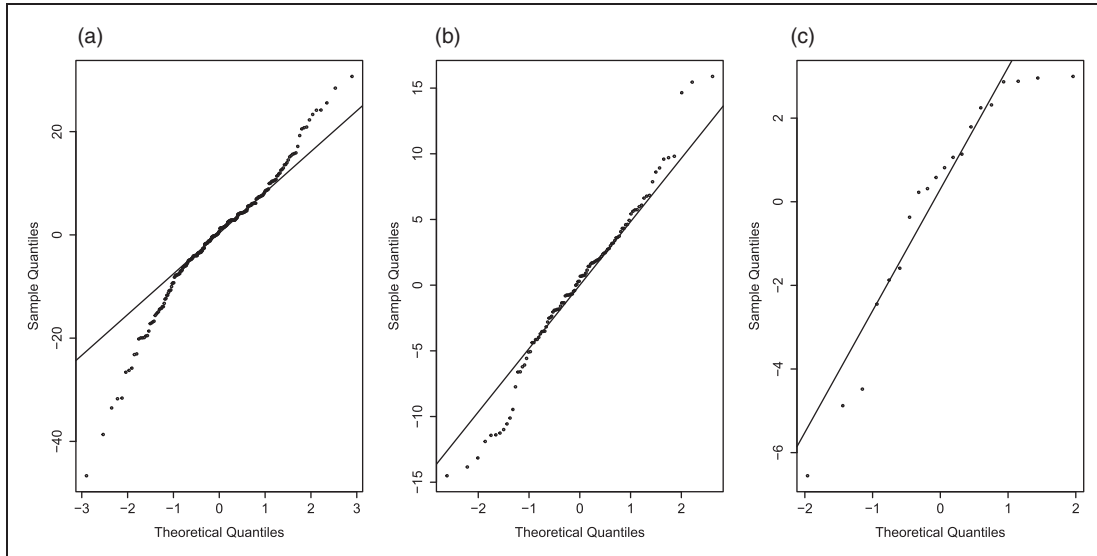 (a)
(b)
(c)
Sample Quantiles
20
0
−20
−40
−3 −2 −1 0 1 2 3
Theoretical Quantiles
Sample Quantiles
15
10
5
0
−5
−10
−15
−2 −1 0 1 2
Theoretical Quantiles
Sample Quantiles
2
0
−2
−4
−6
−2 −1 0 1 2
Theoretical Quantiles